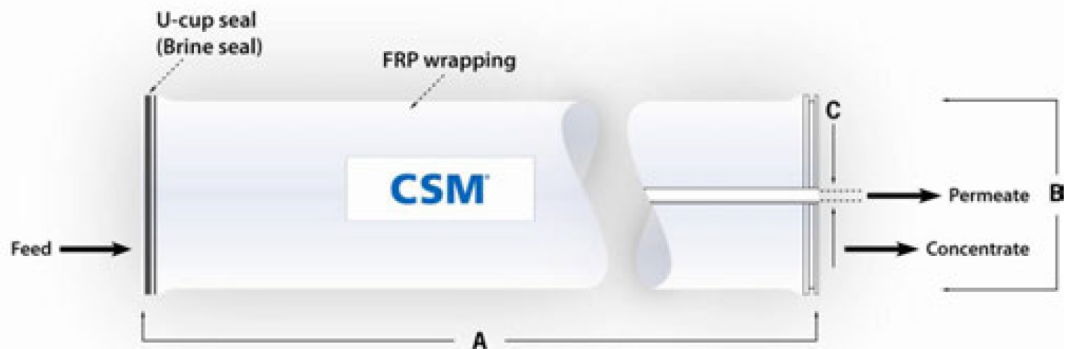 U-cup seal
(Brine seal)
FRP wrapping
C
CSM®
Permeate
B
Feed
Concentrate
A